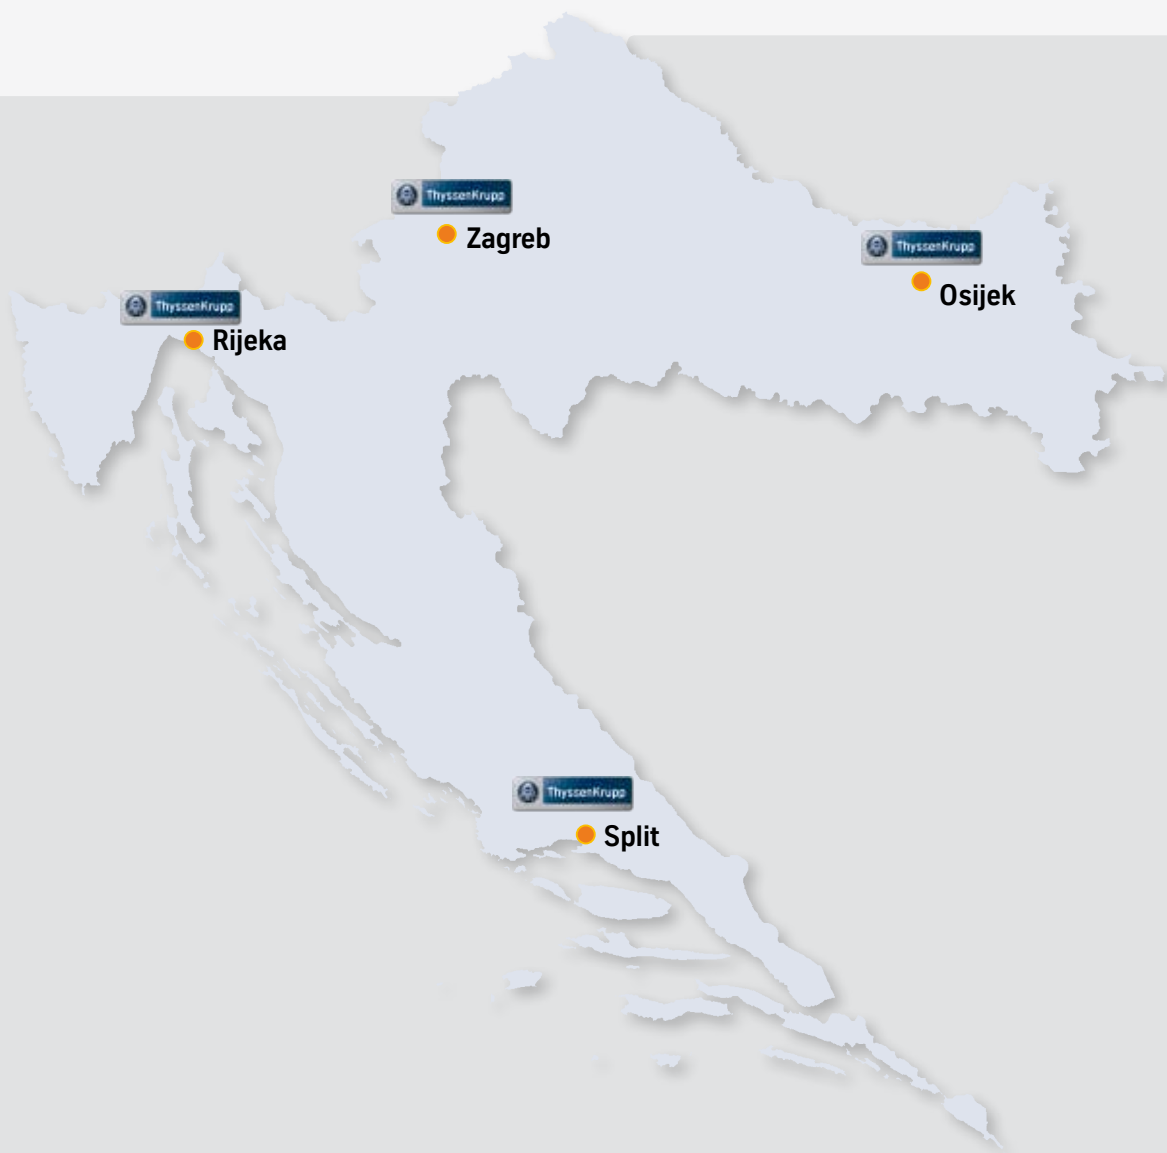 ThyssenKrupp
Zagreb
ThyssenKrupp
Osijek
ThyssenKrupp
Rijeka
ThyssenKrupp
Split